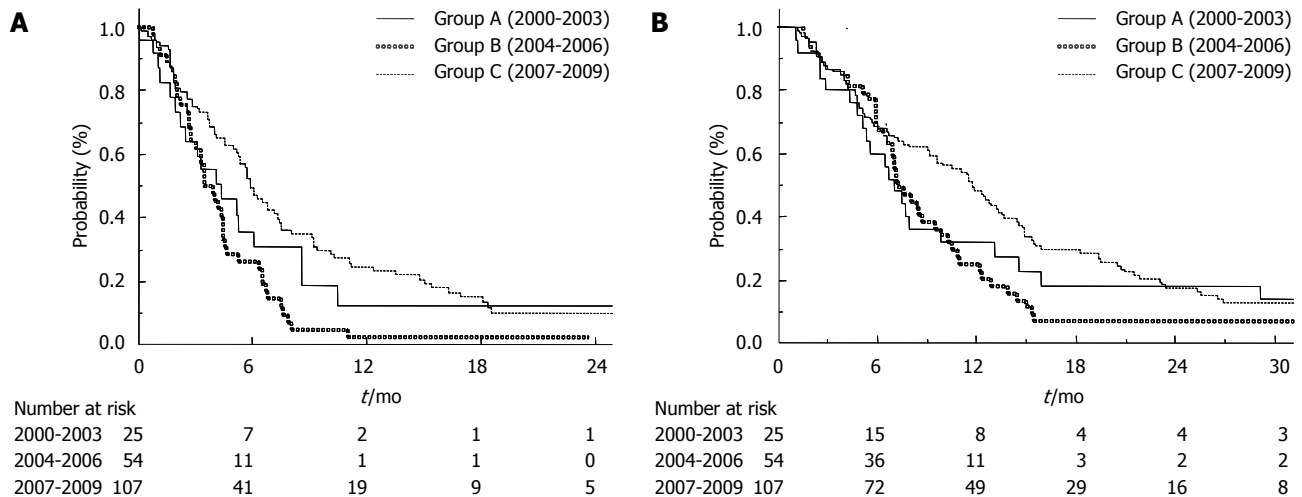 A
Group A (2000-2003)
Group B (2004-2006)
Group C (2007-2009)
Probability (%)
1.0
0.8
0.6
0.4
0.2
0.0
0 6 12 18 24
t/mo
Number at risk
2000-2003 25 7 2 1 1
2004-2006 54 11 1 1 0
2007-2009 107 41 19 9 5
B
Group A (2000-2003)
Group B (2004-2006)
Group C (2007-2009)
Probability (%)
1.0
0.8
0.6
0.4
0.2
0.0
0 6 12 18 24 30
t/mo
Number at risk
2000-2003 25 15 8 4 4 3
2004-2006 54 36 11 3 2 2
2007-2009 107 72 49 29 16 8